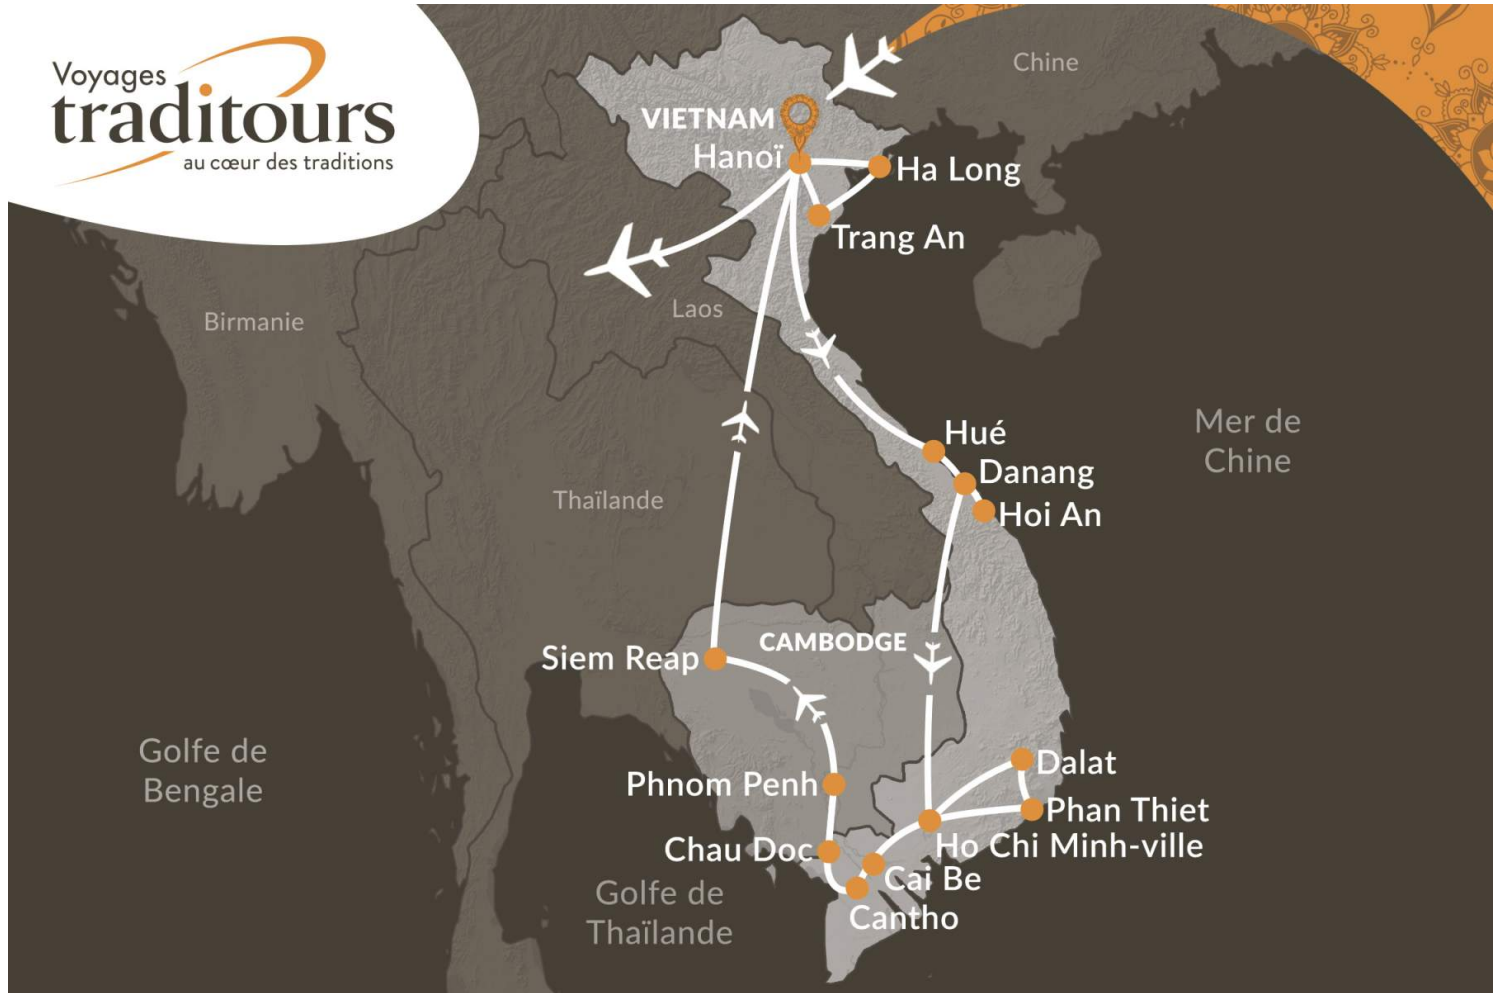 Voyages
traditours
au cœur des traditions
Chine
VIETNAM
Hanoï
Ha Long
Trang An
Birmanie
Laos
Hué
Mer de
Chine
Danang
Thaïlande
Hoi An
CAMBODGE
Siem Reap
Golfe de
Bengale
Dalat
Phnom Penh
Phan Thiet
Ho Chi Minh-ville
Chau Doc
Cai Be
Golfe de
Thaïlande
Cantho